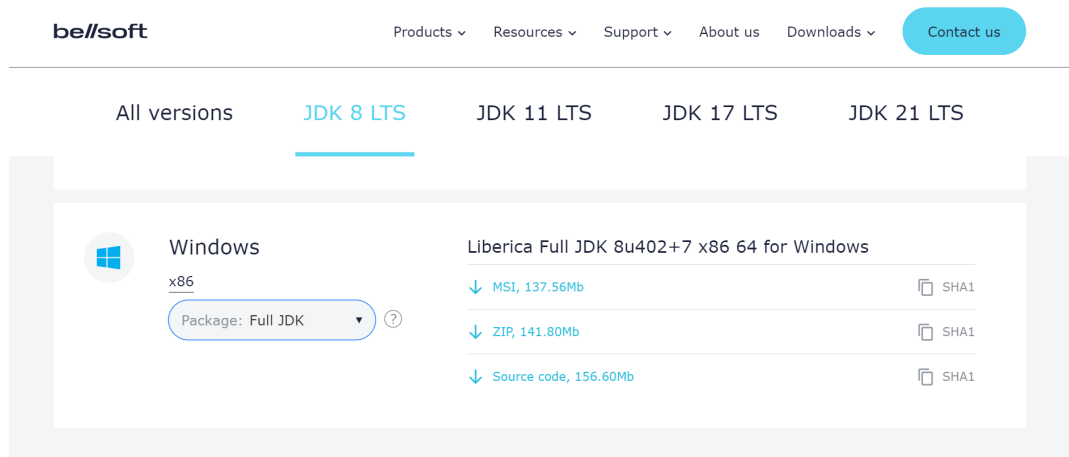 bellsoft Products Resources Support About us Downloads Contact us
All versions JDK 8 LTS JDK 11 LTS JDK 17 LTS JDK 21 LTS
Windows
x86
Package: Full JDK ?
Liberica Full JDK 8u402+7 x86 64 for Windows
MSI, 137.56Mb SHA1
ZIP, 141.80Mb SHA1
Source code, 156.60Mb SHA1